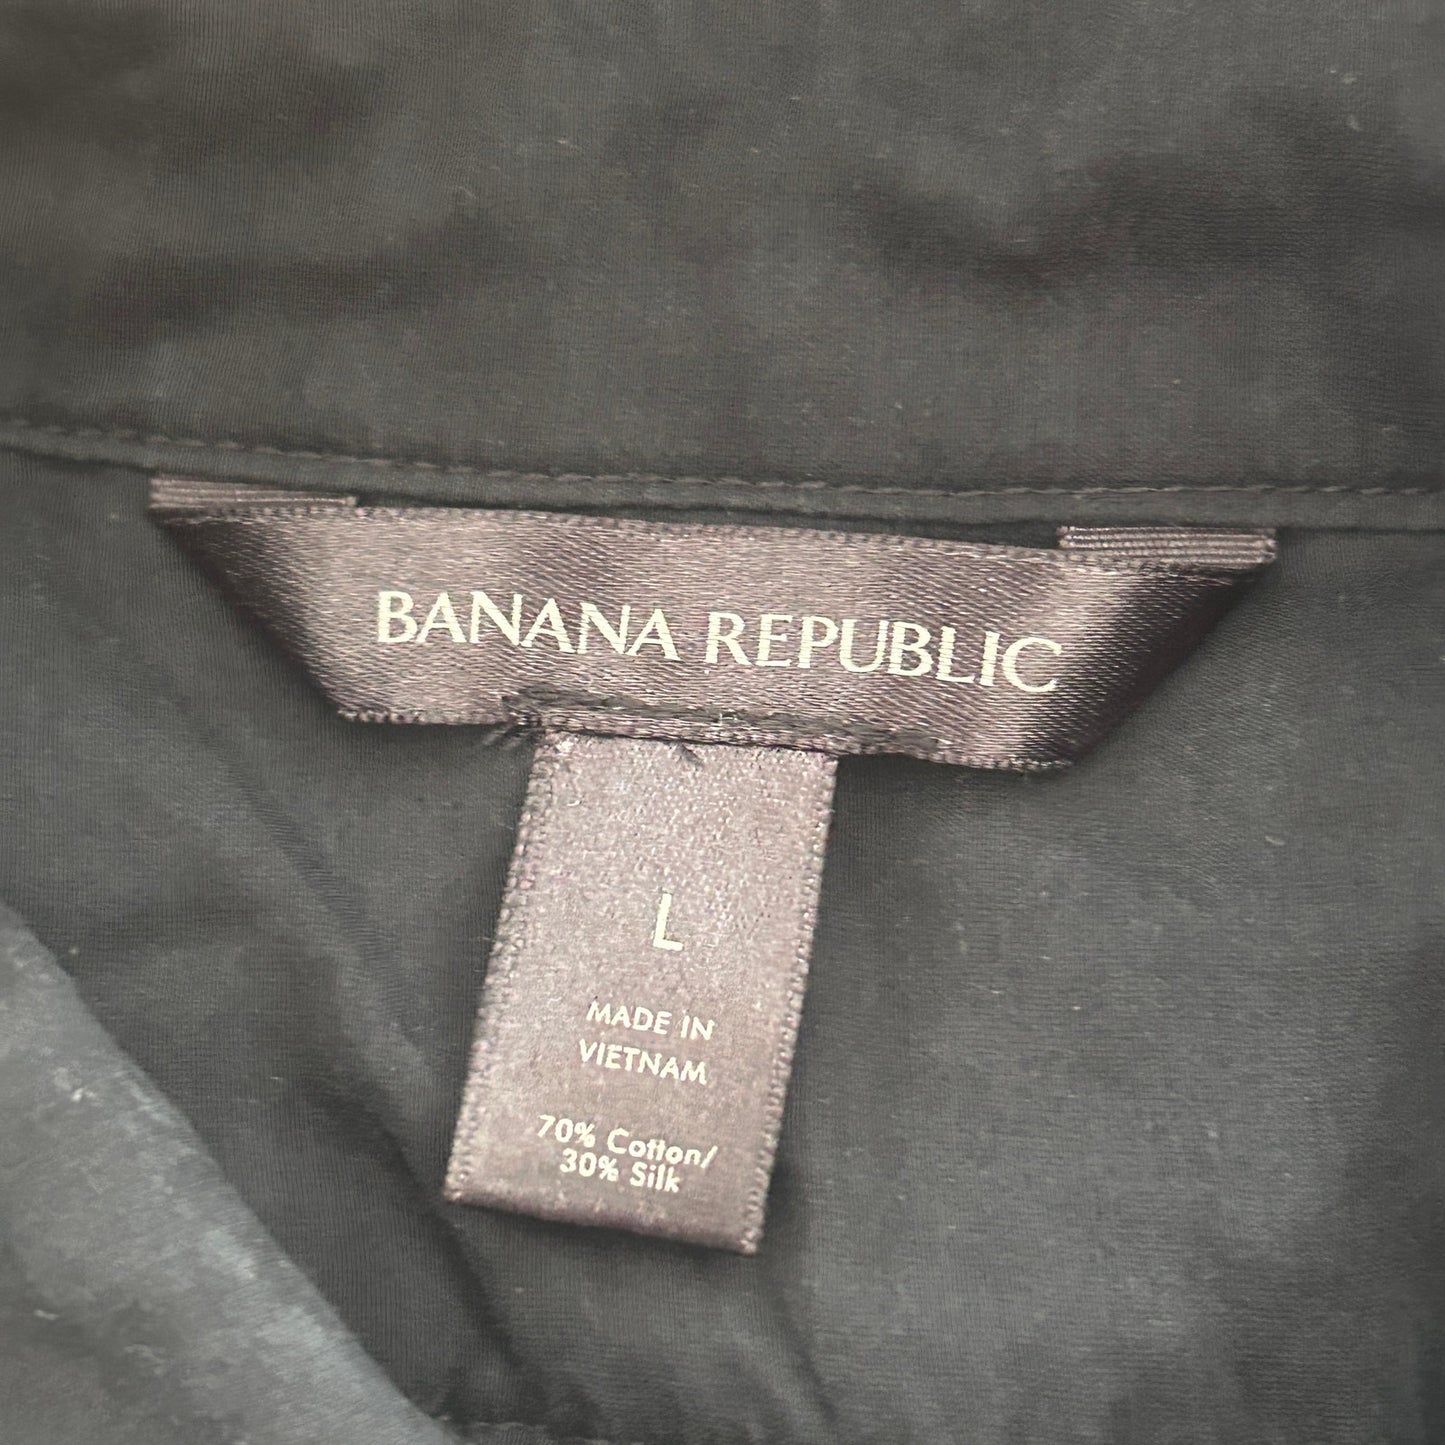 BANANA REPUBLIC
L
MADE IN
VIETNAM
70% Cotton/
30% Silk